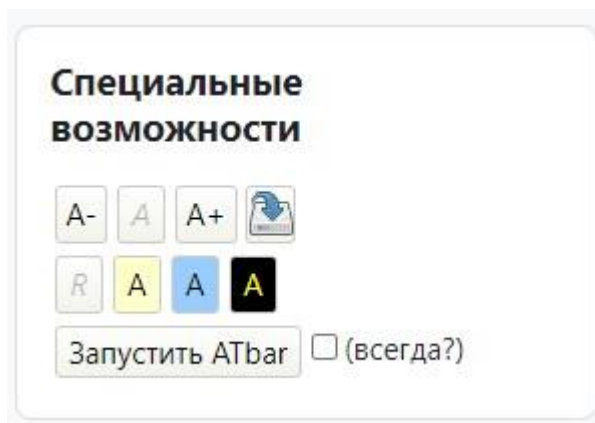 Специальные
возможности
A- A A+
R A A A
Запустить ATbar (всегда?)